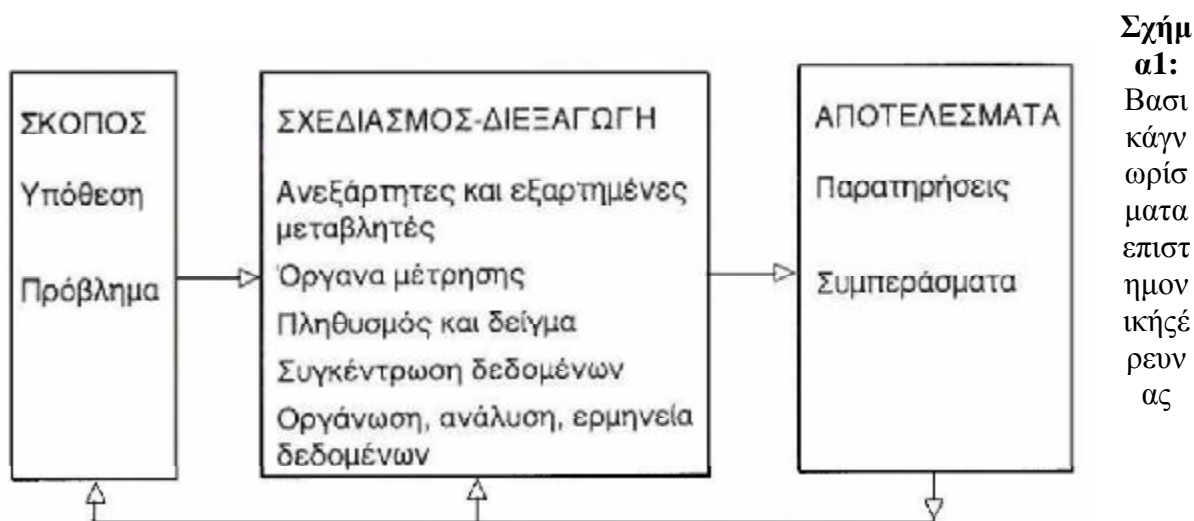 ΣΚΟΠΟΣ
Υπόθεση
Πρόβλημα
ΣΧΕΔΙΑΣΜΟΣ-ΔΙΕΞΑΓΩΓΗ
Ανεξάρτητες και εξαρτημένες
μεταβλητές
Όργανα μέτρησης
Πληθυσμός και δείγμα
Συγκέντρωση δεδομένων
Οργάνωση, ανάλυση, ερμηνεία
δεδομένων
ΑΠΟΤΕΛΕΣΜΑΤΑ
Παρατηρήσεις
Συμπεράσματα
Σχήμ
α1:
Βασι
κάγν
ωρίσ
ματα
επιστ
ημον
ικήςέ
ρευν
ας